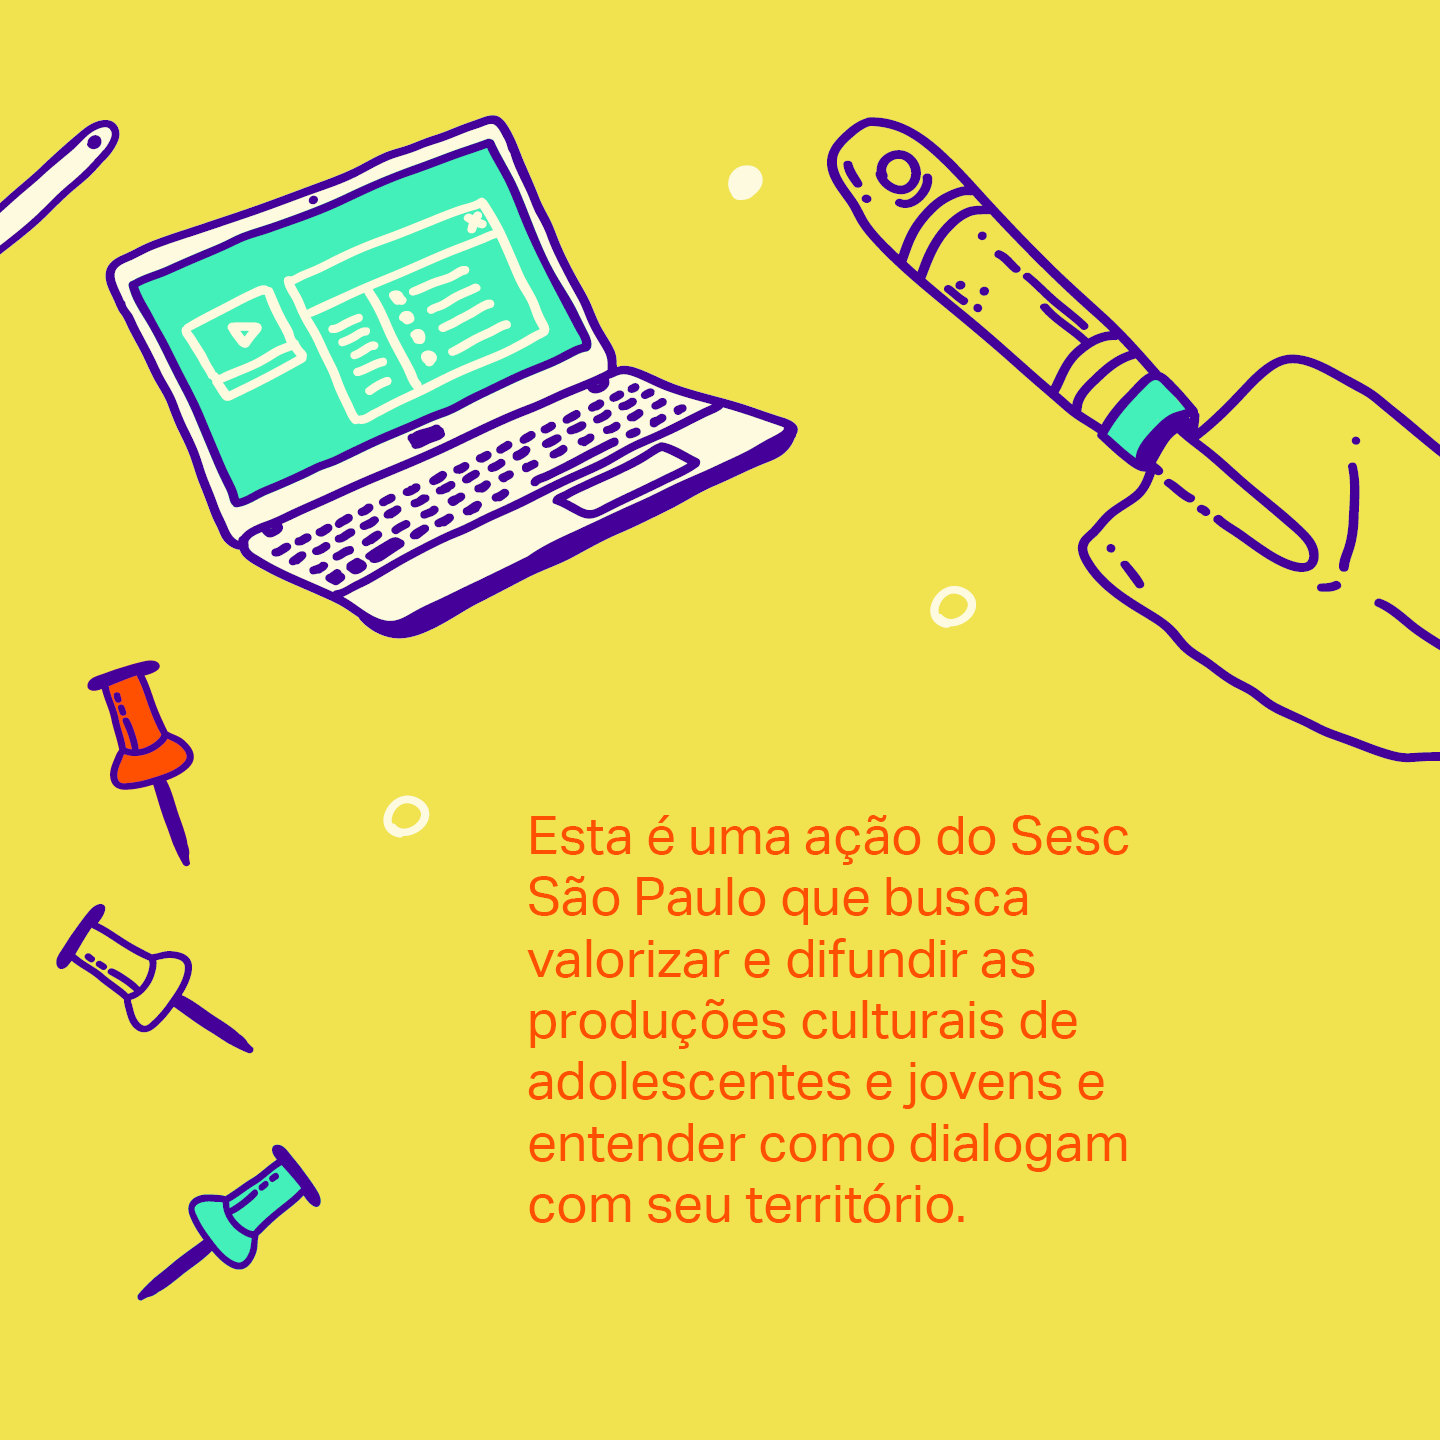 Esta é uma ação do Sesc
São Paulo que busca
valorizar e difundir as
produções culturais de
adolescentes e jovens e
entender como dialogam
com seu território.